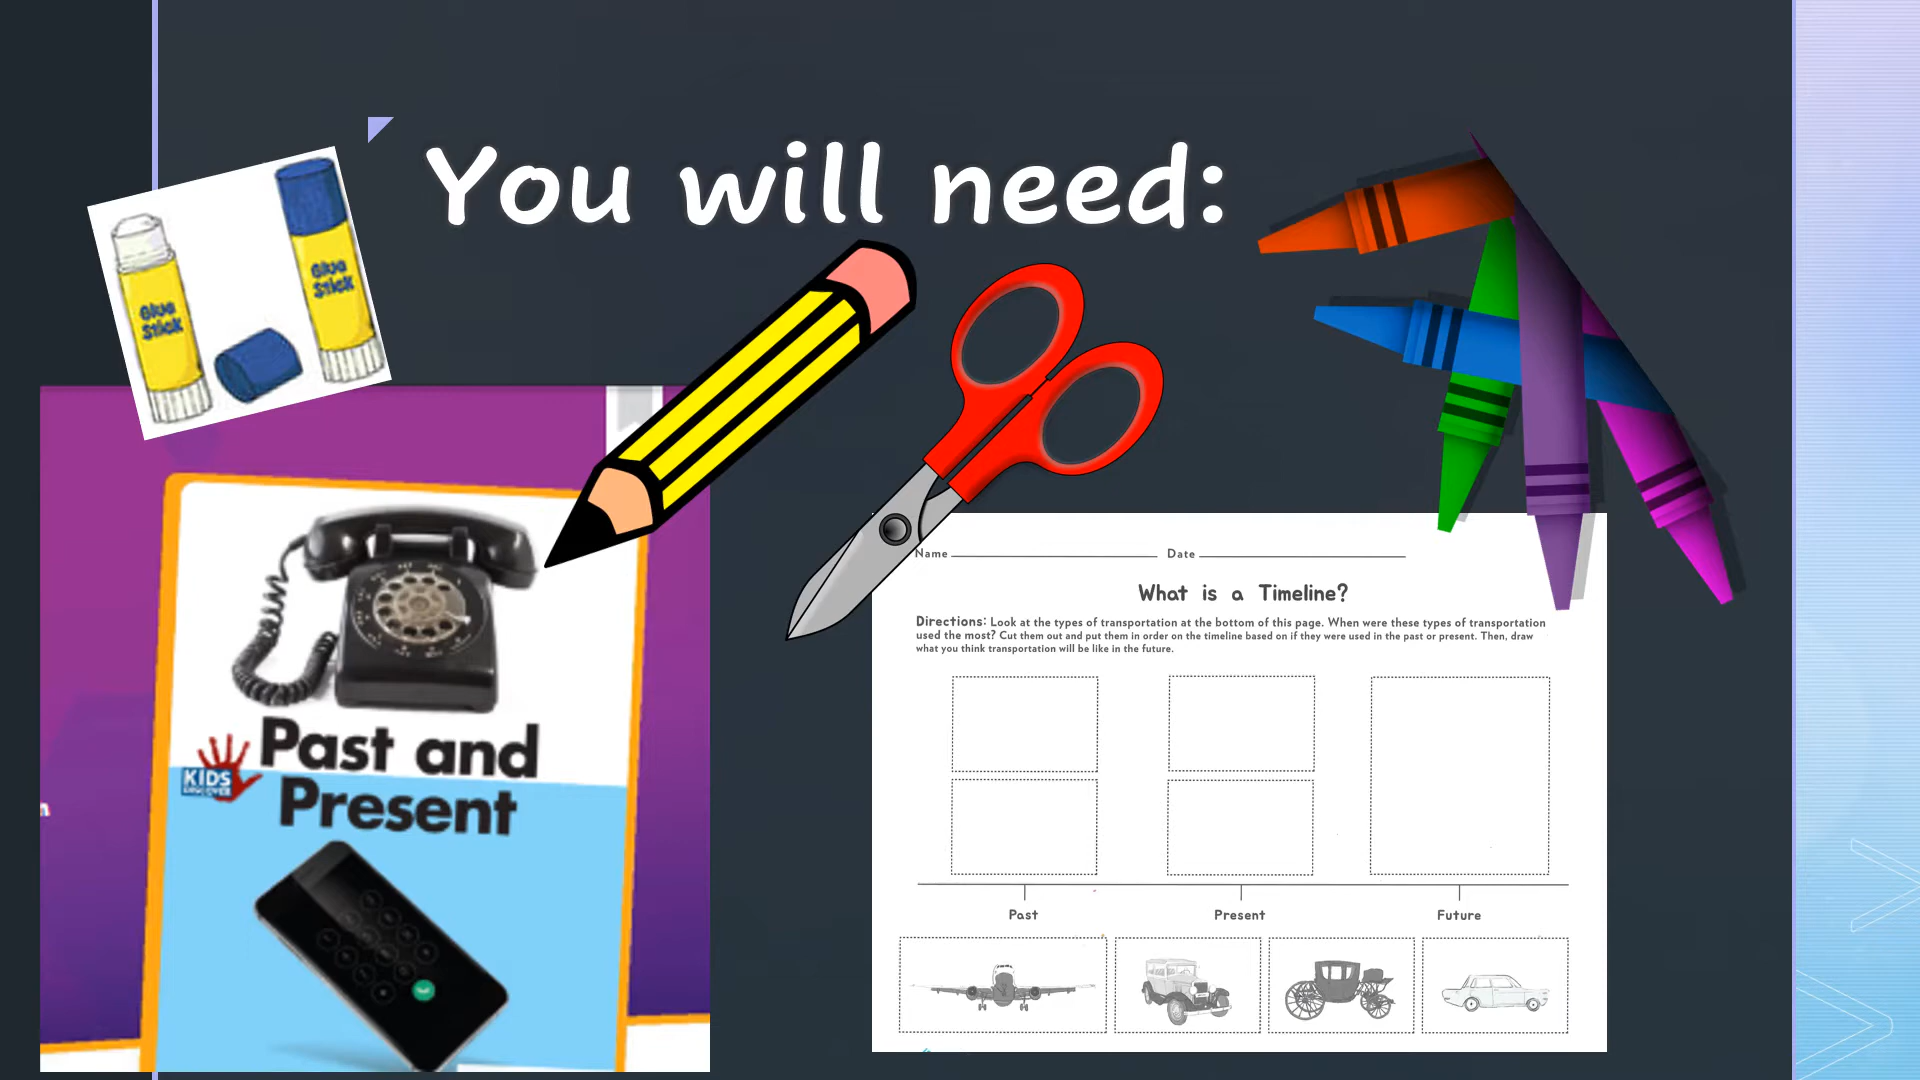 You will need:
Glue
Stick
Glue
Stick
Past and
Present
KIDS
DISCOVER
Name Date
What is a Timeline?
Directions: Look at the types of transportation at the bottom of this page. When were these types of transportation
used the most? Cut them out and put them in order on the timeline based on if they were used in the past or present. Then, draw
what you think transportation will be like in the future.
Past Present Future